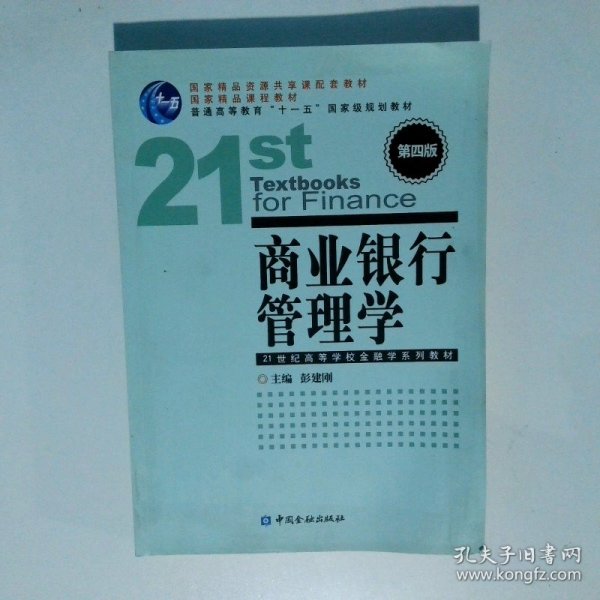 国家精品资源共享课配套教材
国家精品课程教材
普通高等教育“十一五”国家级规划教材
十一五
21st
Textbooks
for Finance
第四版
商业银行
管理学
21世纪高等学校金融学系列教材
◎主编 彭建刚
中国金融出版社
孔夫子旧书网
www.kongfz.com